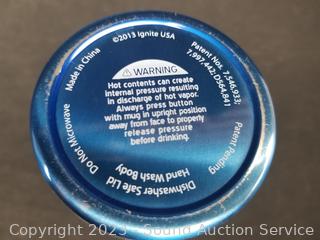 ©2013 Ignite USA
Patent Nos. 7,546,933;
7,997,442;D564,841
Patent Pending
Made in China
Do Not Microwave
Dishwasher Safe Lid
Hand Wash Body
WARNING
Hot contents can create
internal pressure resulting
in discharge of hot vapor.
Always press button
with mug in upright position
away from face to properly
release pressure
before drinking.
Copyright 2023 - Sound Auction Service